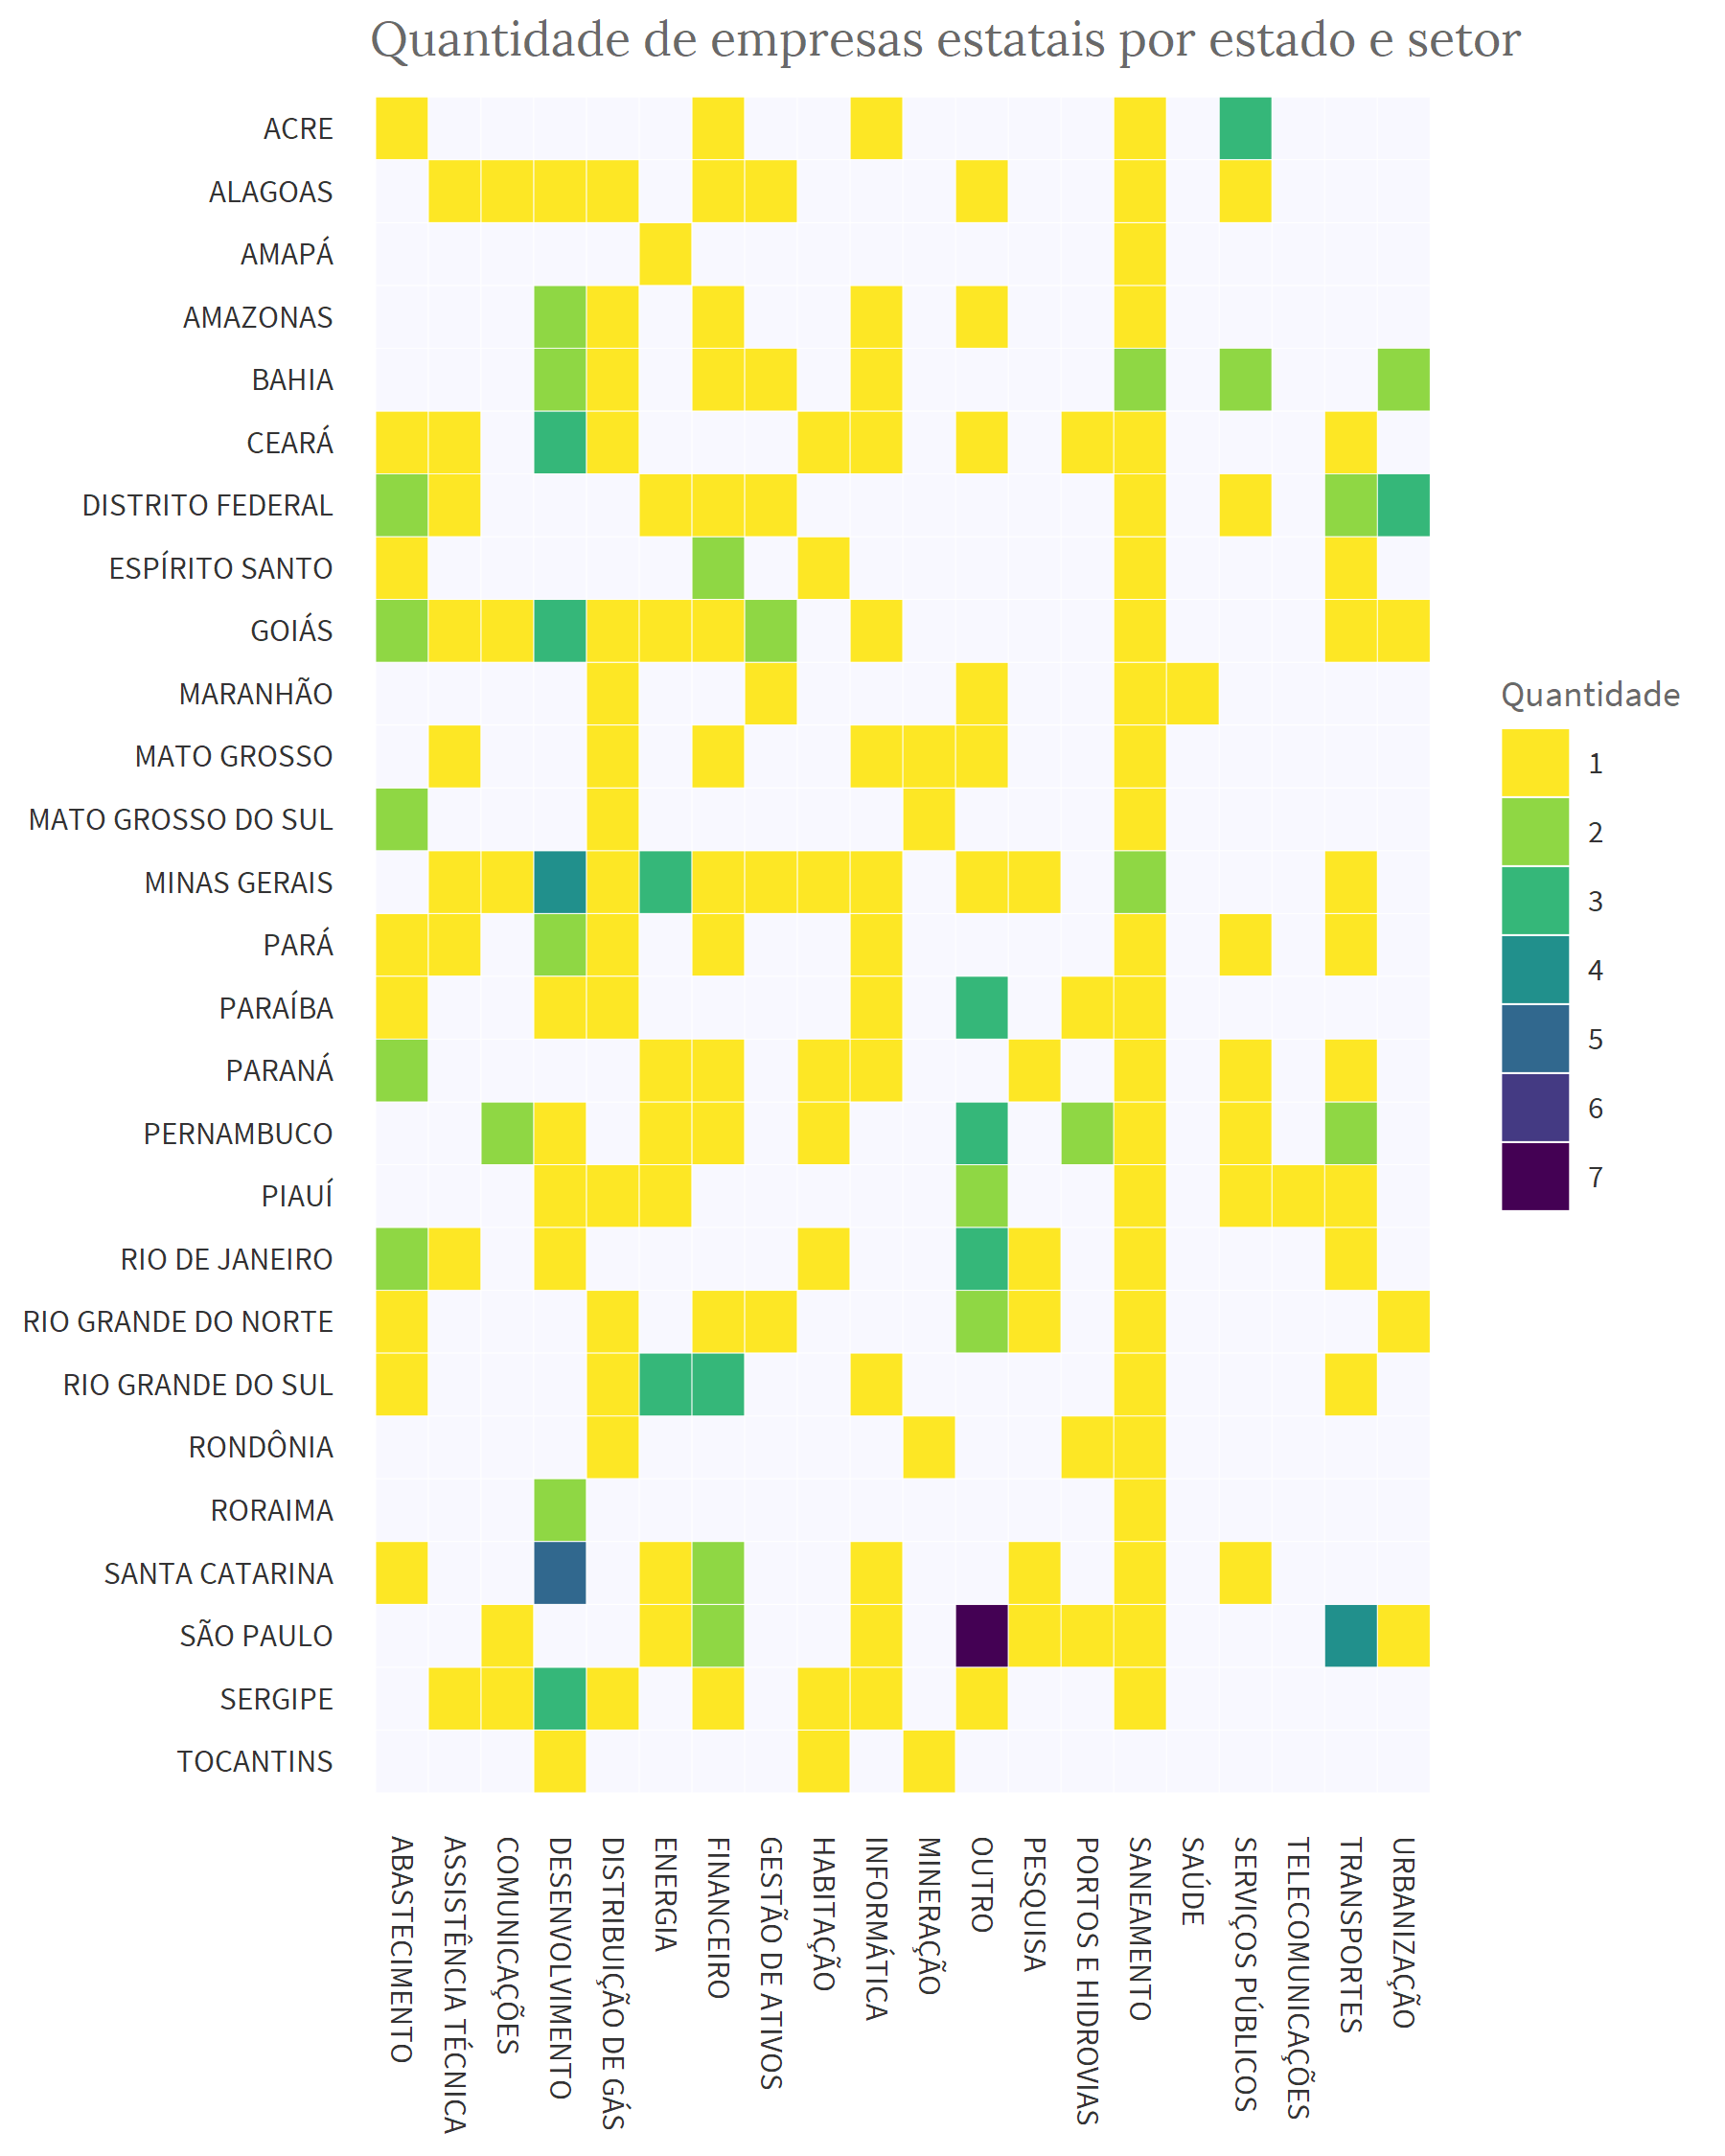 Quantidade de empresas estatais por estado e setor
ACRE
ALAGOAS
AMAPÁ
AMAZONAS
BAHIA
CEARÁ
DISTRITO FEDERAL
ESPÍRITO SANTO
GOIÁS
MARANHÃO
MATO GROSSO
MATO GROSSO DO SUL
MINAS GERAIS
PARÁ
PARAÍBA
PARANÁ
PERNAMBUCO
PIAUÍ
RIO DE JANEIRO
RIO GRANDE DO NORTE
RIO GRANDE DO SUL
RONDÔNIA
RORAIMA
SANTA CATARINA
SÃO PAULO
SERGIPE
TOCANTINS
ABASTECIMENTO
ASSISTÊNCIA TÉCNICA
COMUNICAÇÕES
DESENVOLVIMENTO
DISTRIBUIÇÃO DE GÁS
ENERGIA
FINANCEIRO
GESTÃO DE ATIVOS
HABITAÇÃO
INFORMÁTICA
MINERAÇÃO
OUTRO
PESQUISA
PORTOS E HIDROVIAS
SANEAMENTO
SAÚDE
SERVIÇOS PÚBLICOS
TELECOMUNICAÇÕES
TRANSPORTES
URBANIZAÇÃO
Quantidade
1
2
3
4
5
6
7